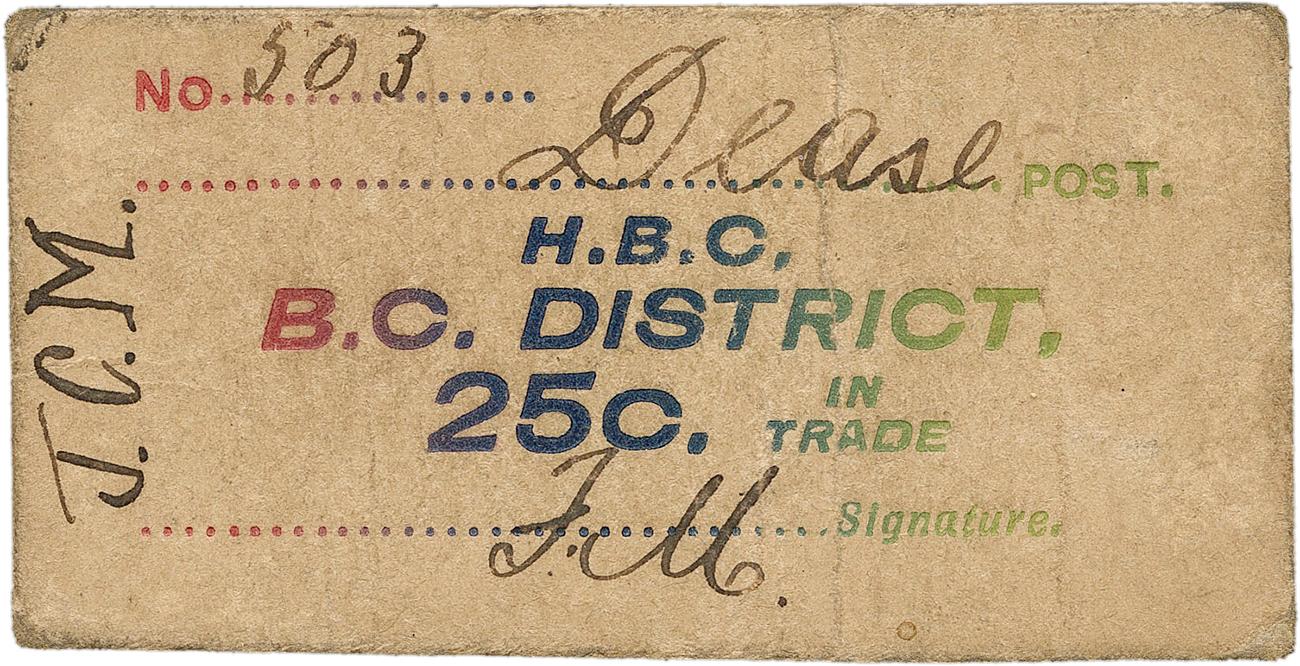 No. 503
Dease POST.
H.B.C,
B.C. DISTRICT,
25c. IN TRADE
F.M. Signature.
J.C.M.